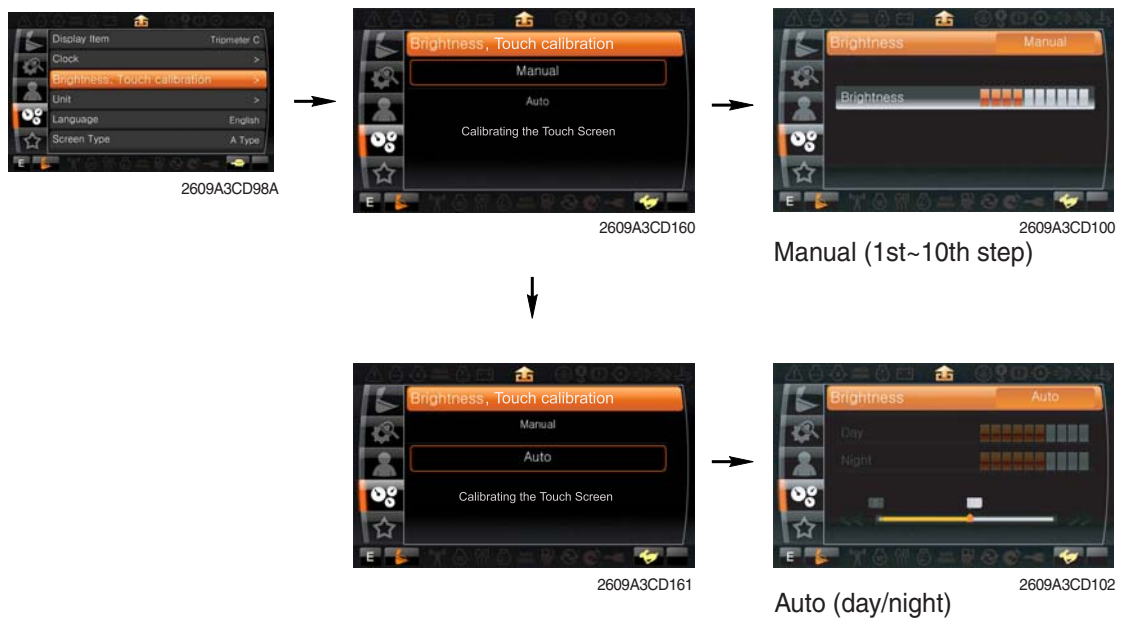 Display Item Tripmeter C
Clock >
Brightness, Touch calibration >
Unit >
Language English
Screen Type A Type
E
2609A3CD98A
Brightness, Touch calibration
Manual
Auto
Calibrating the Touch Screen
E
2609A3CD160
Brightness Manual
Brightness
E
2609A3CD100
Manual (1st~10th step)
Brightness, Touch calibration
Manual
Auto
Calibrating the Touch Screen
E
2609A3CD161
Brightness Auto
Day
Night
E
2609A3CD102
Auto (day/night)